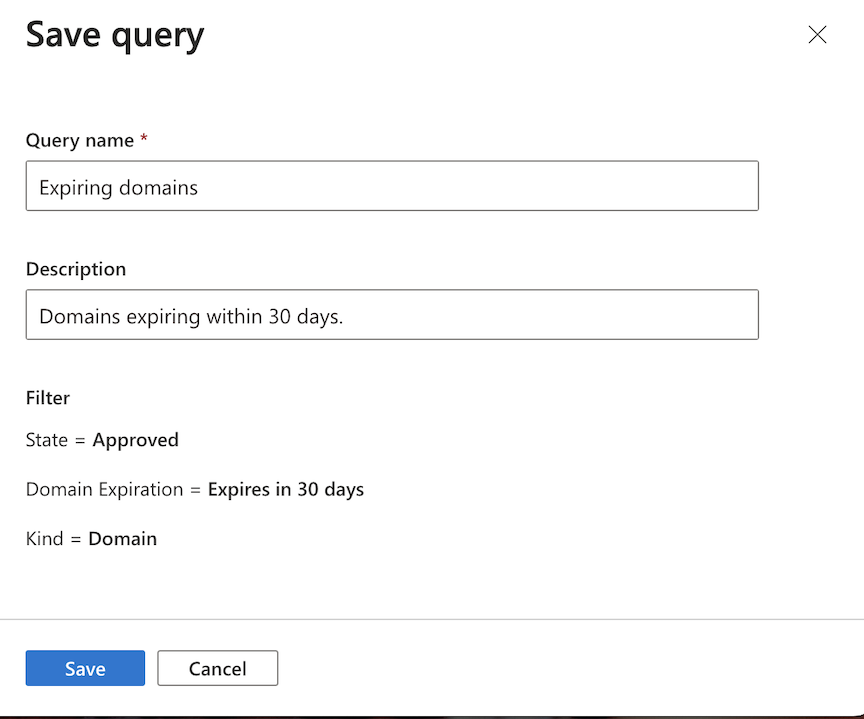 Save query
Query name *
Expiring domains
Description
Domains expiring within 30 days.
Filter
State = Approved
Domain Expiration = Expires in 30 days
Kind = Domain
Save
Cancel